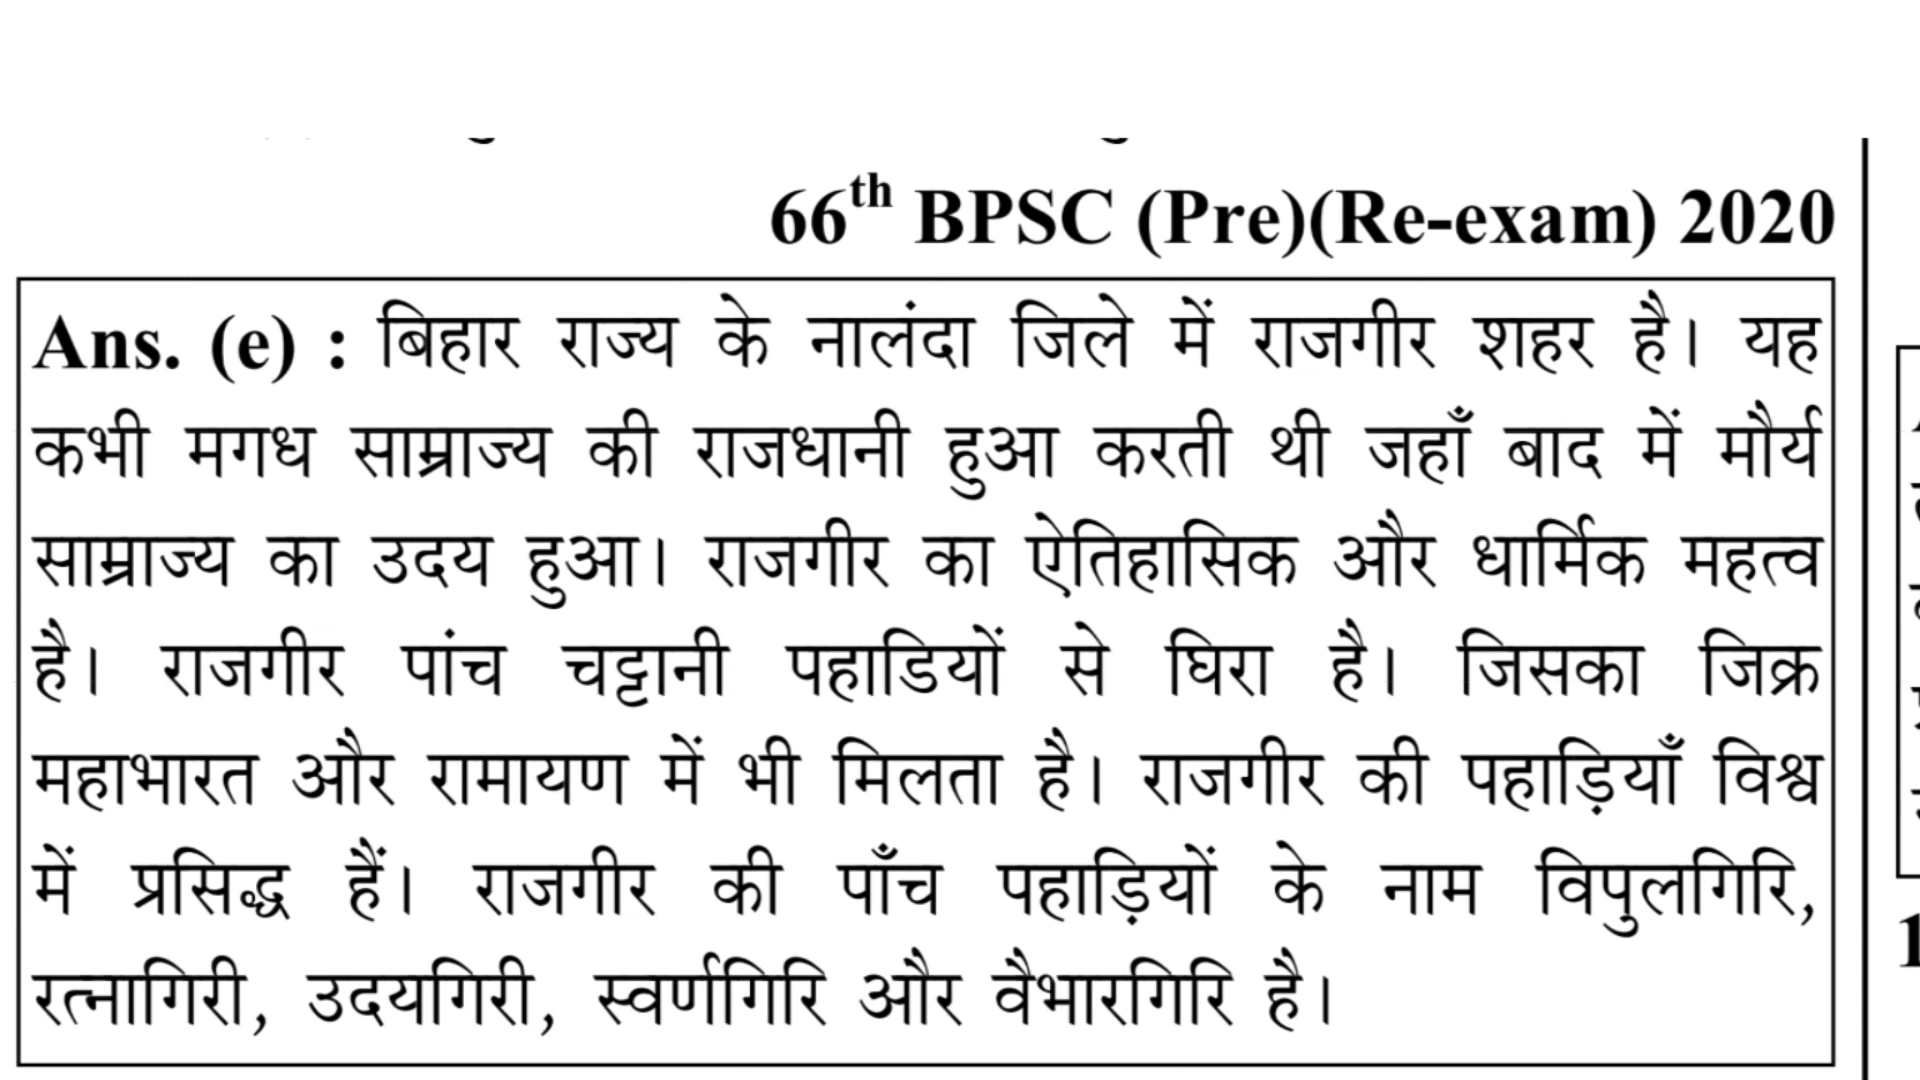 66th BPSC (Pre)(Re-exam) 2020
Ans. (e) : बिहार राज्य के नालंदा जिले में राजगीर शहर है। यह
कभी मगध साम्राज्य की राजधानी हुआ करती थी जहाँ बाद में मौर्य
साम्राज्य का उदय हुआ। राजगीर का ऐतिहासिक और धार्मिक महत्व
है। राजगीर पांच चट्टानी पहाडियों से घिरा है। जिसका जिक्र
महाभारत और रामायण में भी मिलता है। राजगीर की पहाड़ियाँ विश्व
में प्रसिद्ध हैं। राजगीर की पाँच पहाड़ियों के नाम विपुलगिरि,
रत्नागिरी, उदयगिरी, स्वर्णगिरि और वैभारगिरि है।
1